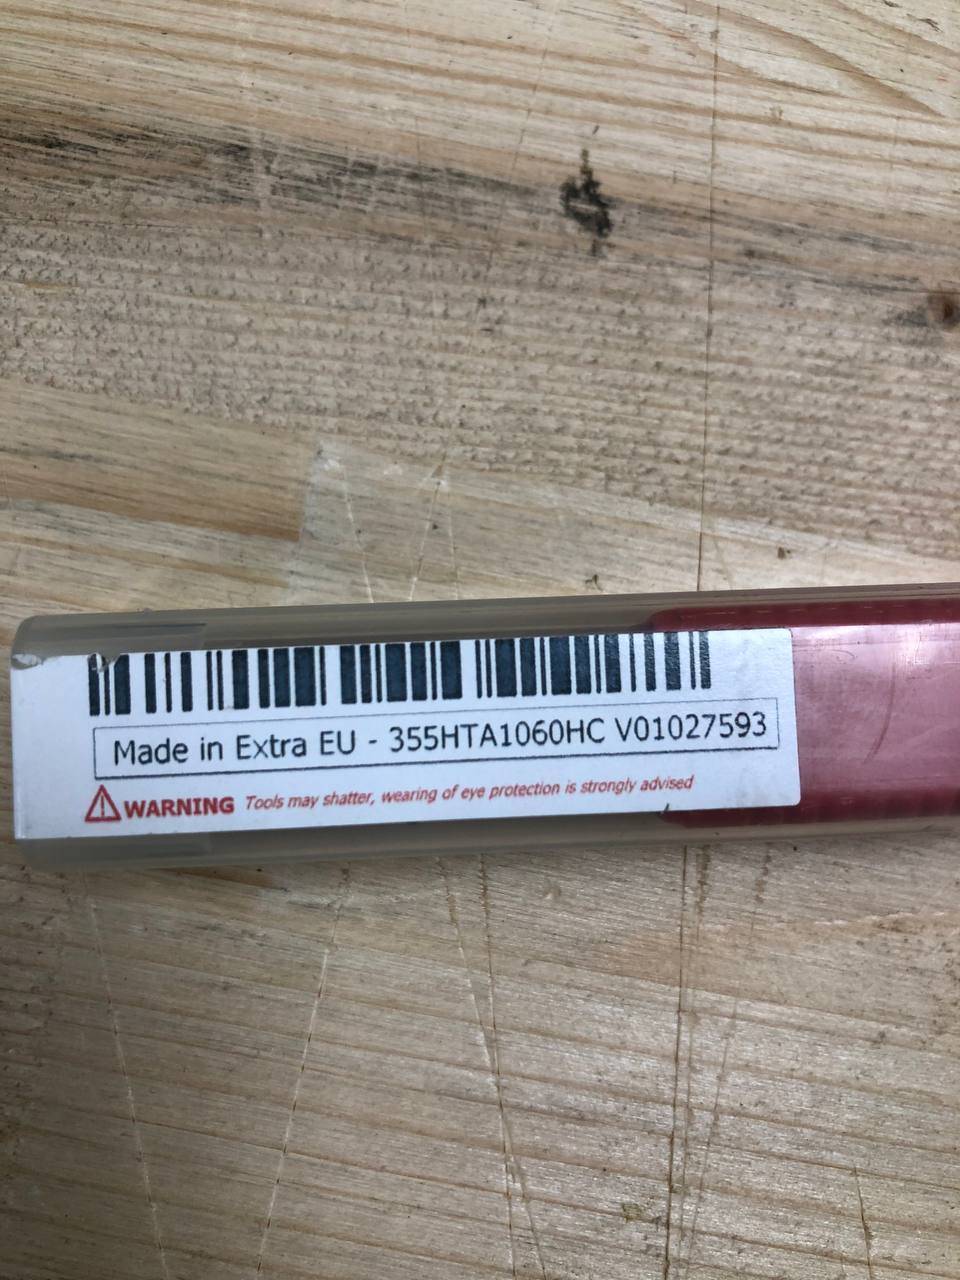 Made in Extra EU - 355HTA1060HC V01027593
WARNING Tools may shatter, wearing of eye protection is strongly advised